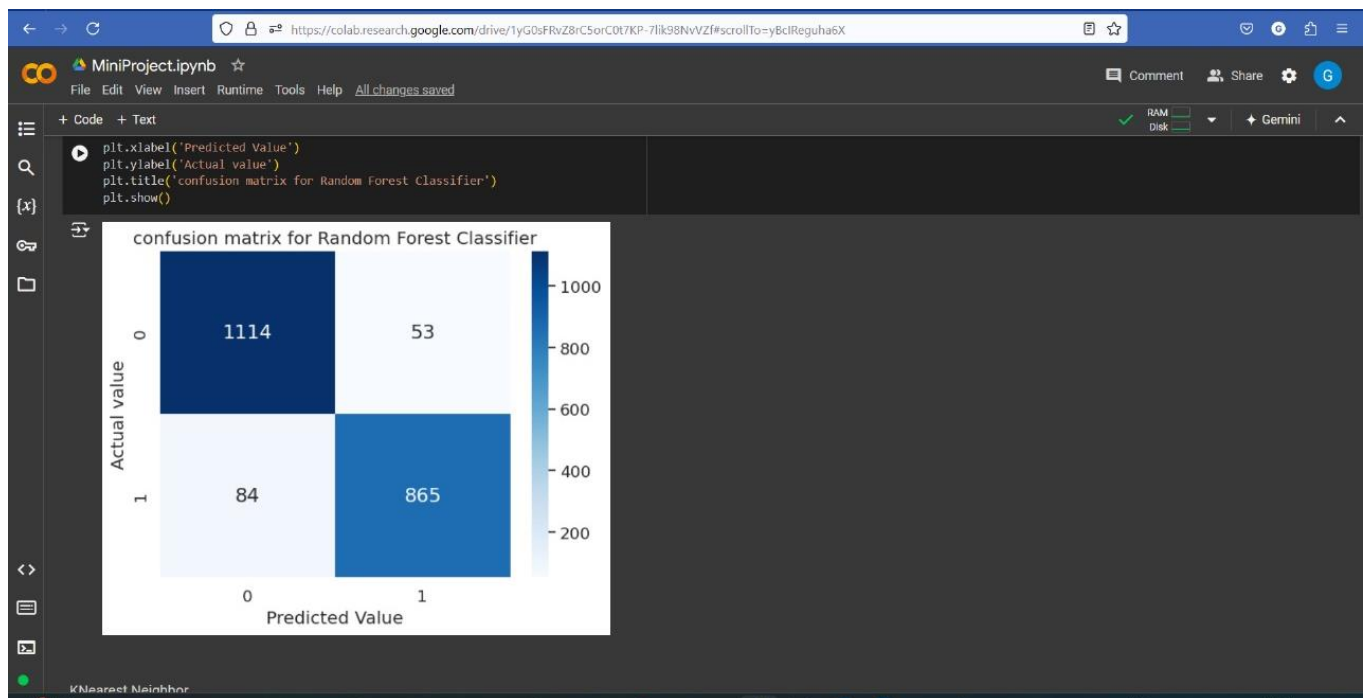 https://colab.research.google.com/drive/1yG0sFRvZ8rC5orC0t7KP-7lik98NvVZf#scrollTo=yBcIReguha6X
CO
MiniProject.ipynb
Comment Share G
File Edit View Insert Runtime Tools Help All changes saved
+ Code + Text
RAM
Disk
Gemini
plt.xlabel('Predicted Value')
plt.ylabel('Actual value')
plt.title('confusion matrix for Random Forest Classifier')
plt.show()
{x}
confusion matrix for Random Forest Classifier
1000
800
600
400
200
Actual value
0
1114 53
1
84 865
0 1
Predicted Value
KNearest Neighbor